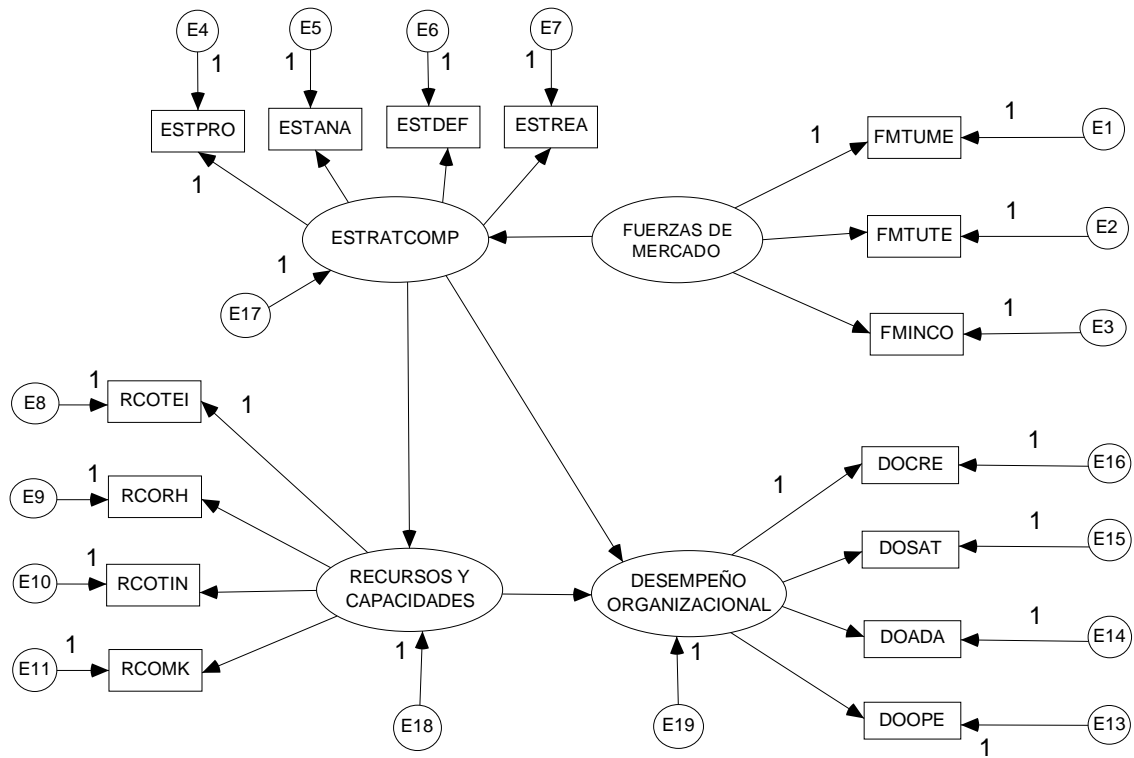 E4
E5
E6
E7
1
1
1
1
ESTPRO
ESTANA
ESTDEF
ESTREA
1
FMTUME
1
E1
1
ESTRATCOMP
FUERZAS DE
MERCADO
FMTUTE
1
E2
1
E17
FMINCO
1
E3
E8
1
RCOTEI
1
E9
1
RCORH
E10
1
RCOTIN
E11
1
RCOMK
RECURSOS Y
CAPACIDADES
1
E18
DESEMPEÑO
ORGANIZACIONAL
1
E19
1
DOCRE
1
E16
DOSAT
1
E15
DOADA
1
E14
DOOPE
1
E13